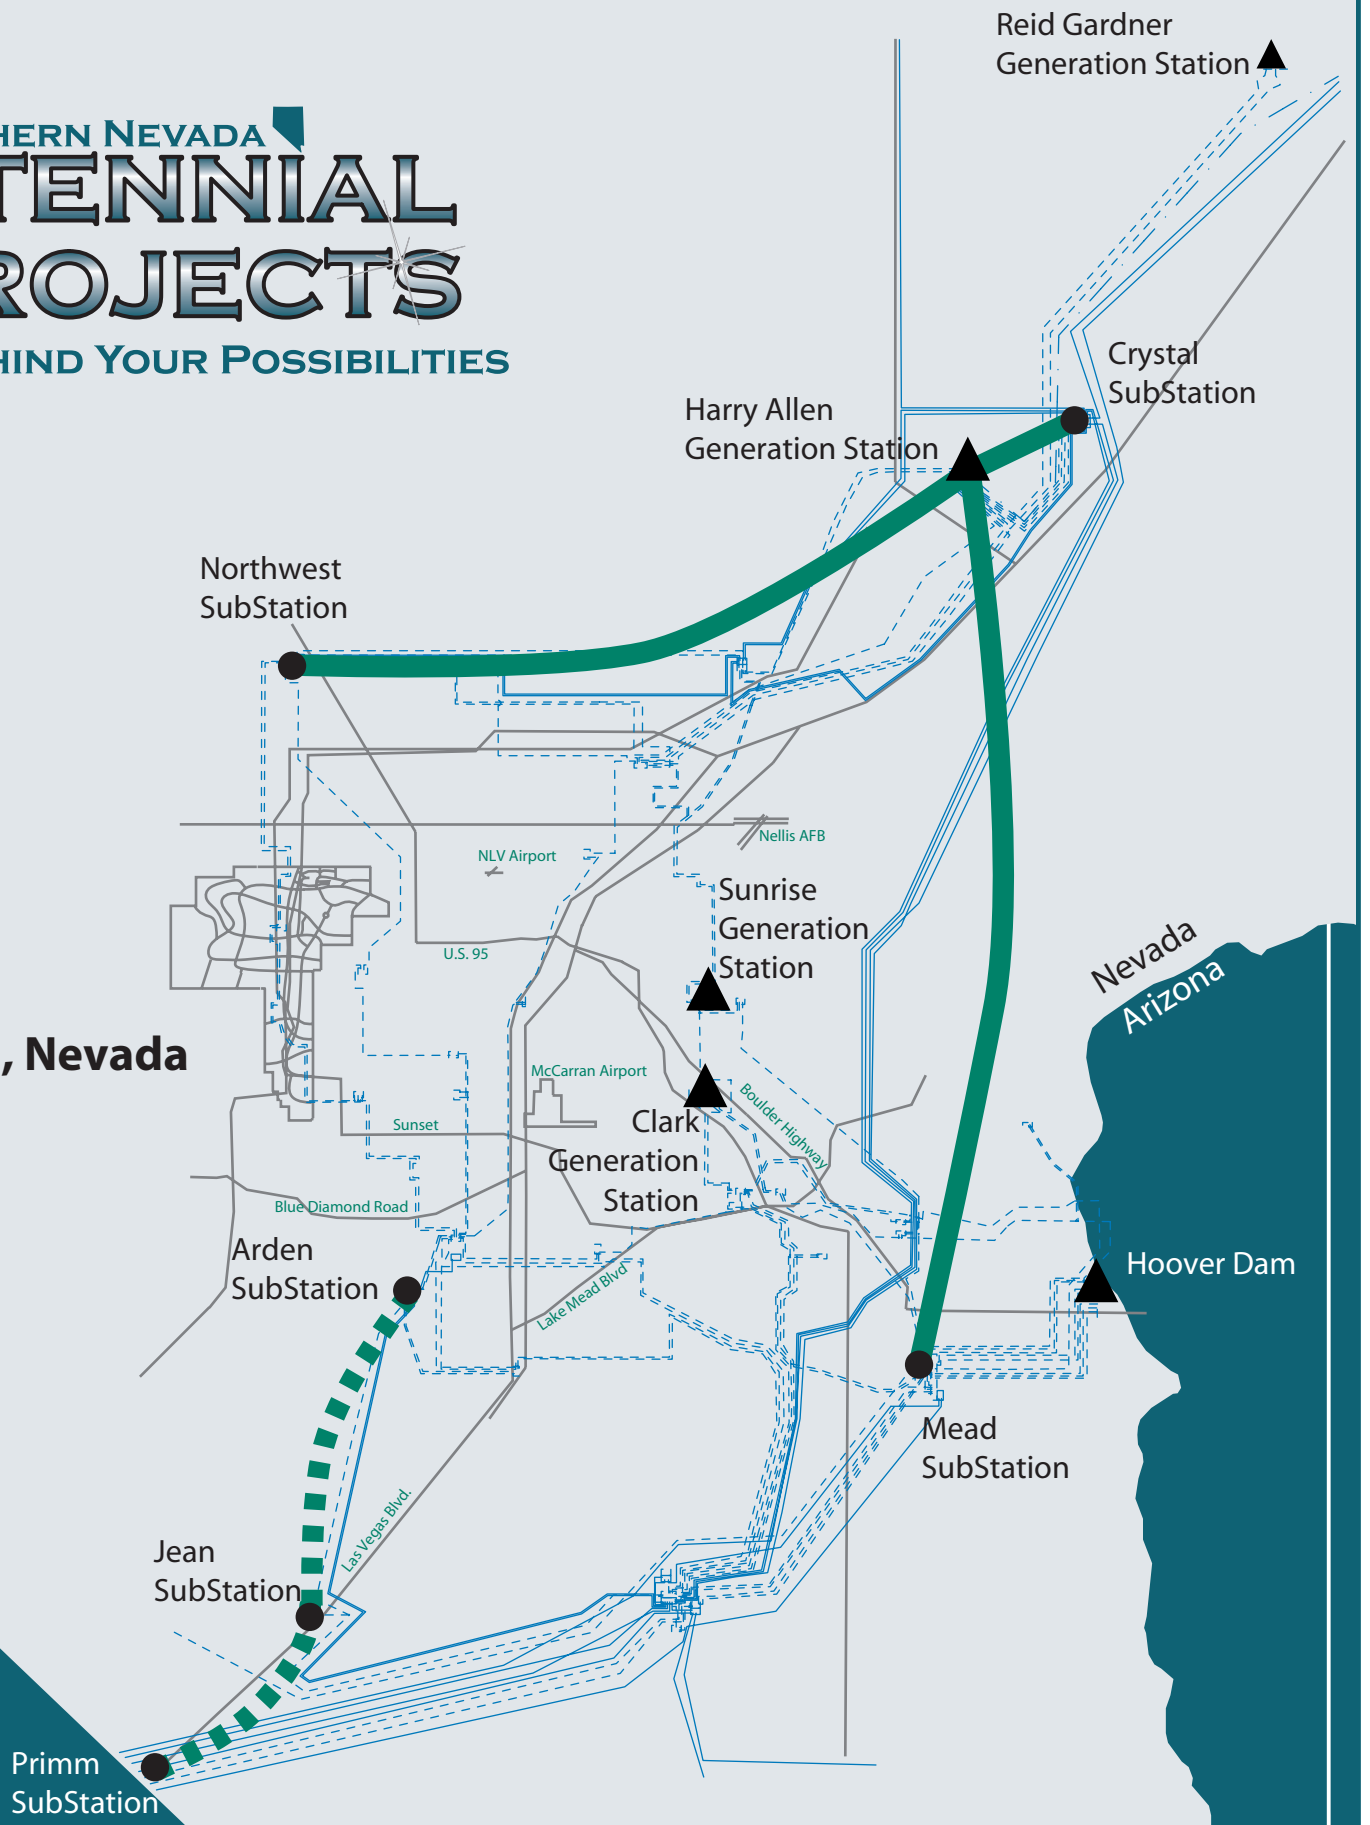 Reid Gardner
Generation Station
HERN NEVADA
TENNIAL
ROJECTS
HIND YOUR POSSIBILITIES
Crystal
SubStation
Harry Allen
Generation Station
Northwest
SubStation
Nellis AFB
NLV Airport
Sunrise
Generation
Station
U.S. 95
Nevada
Arizona
, Nevada
McCarran Airport
Boulder Highway
Clark
Generation
Station
Sunset
Blue Diamond Road
Arden
SubStation
Hoover Dam
Lake Mead Blvd
Mead
SubStation
Las Vegas Blvd.
Jean
SubStation
Primm
SubStation